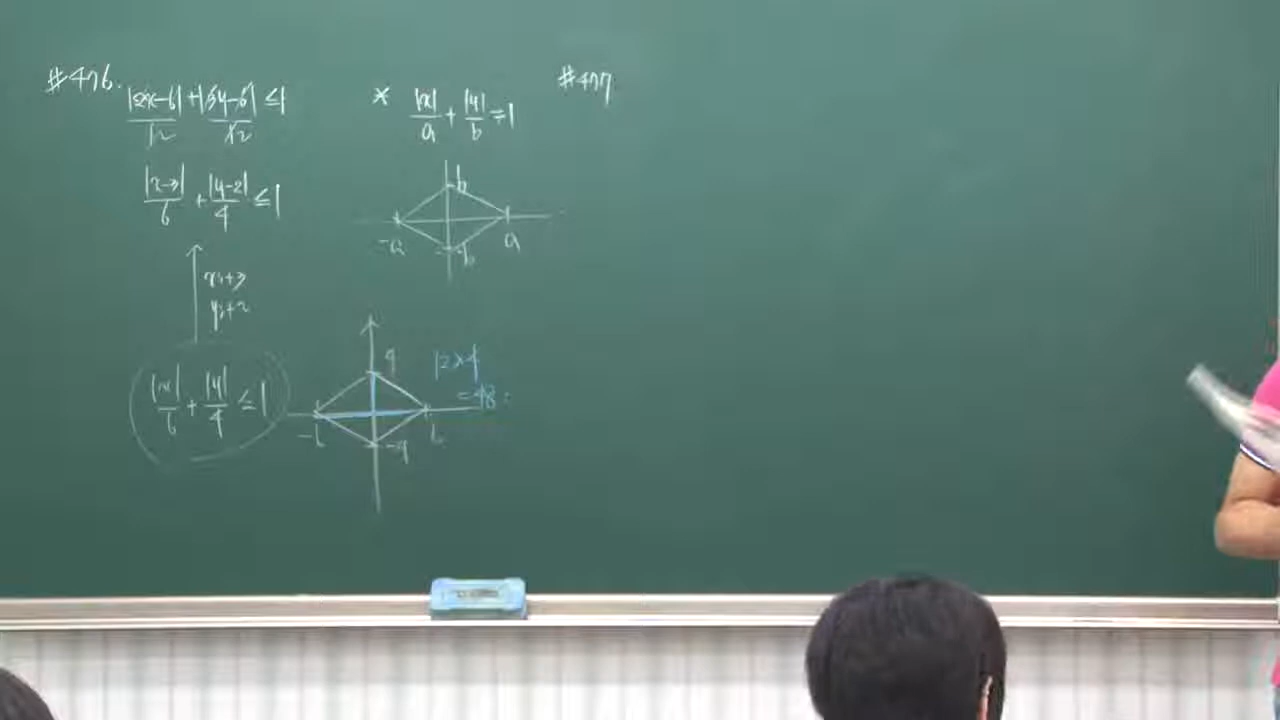 #476.
|2x-6|/12 + |3y-6|/12 ≤ 1
|x-3|/6 + |y-2|/4 ≤ 1
x:+3
y:+2
|x|/6 + |y|/4 ≤ 1
* |x|/a + |y|/b = 1
b
-a a
-b
4
-6 6
-4
12×4
=48.
#477.